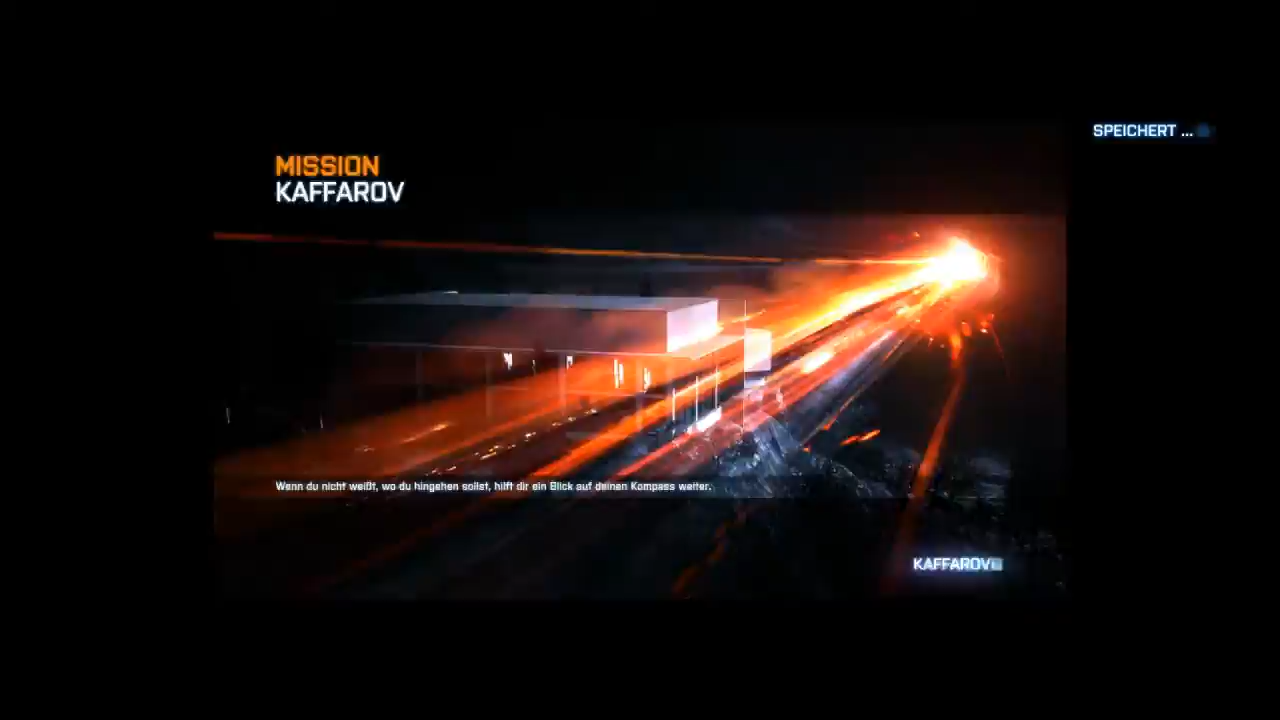 SPEICHERT ...
MISSION
KAFFAROV
Wenn du nicht weißt, wo du hingehen sollst, hilft dir ein Blick auf deinen Kompass weiter.
KAFFAROV